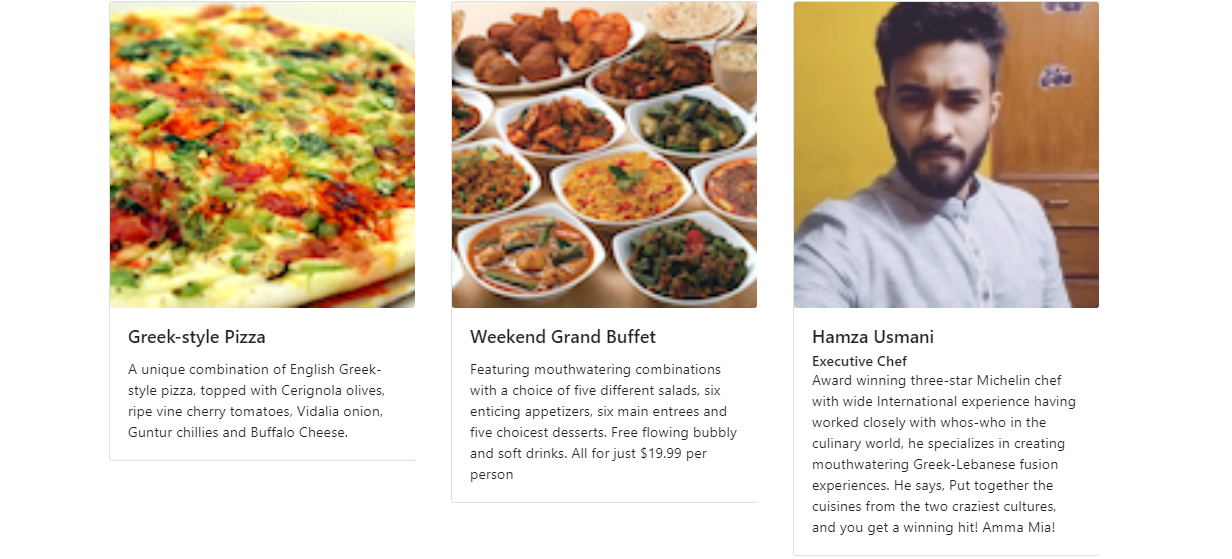 Greek-style Pizza
A unique combination of English Greek-
style pizza, topped with Cerignola olives,
ripe vine cherry tomatoes, Vidalia onion,
Guntur chillies and Buffalo Cheese.
Weekend Grand Buffet
Featuring mouthwatering combinations
with a choice of five different salads, six
enticing appetizers, six main entrees and
five choicest desserts. Free flowing bubbly
and soft drinks. All for just $19.99 per
person
Hamza Usmani
Executive Chef
Award winning three-star Michelin chef
with wide International experience having
worked closely with whos-who in the
culinary world, he specializes in creating
mouthwatering Greek-Lebanese fusion
experiences. He says, Put together the
cuisines from the two craziest cultures,
and you get a winning hit! Amma Mia!